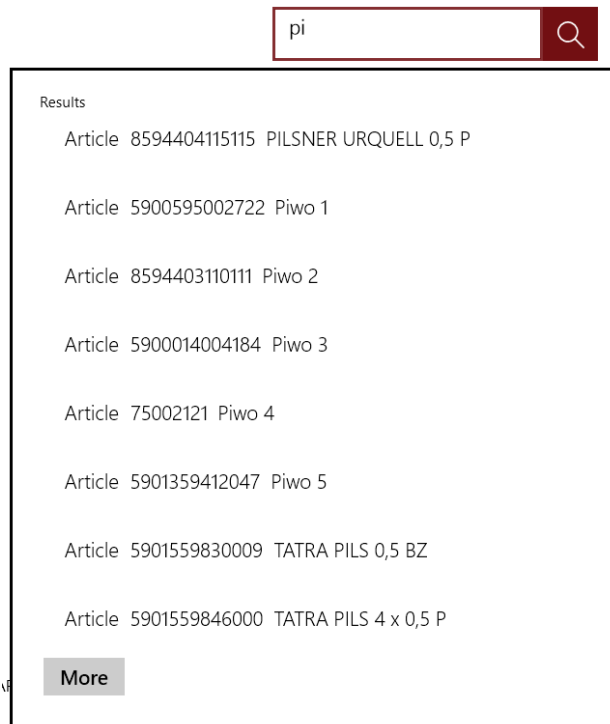 pi
Results
Article 8594404115115 PILSNER URQUELL 0,5 P
Article 5900595002722 Piwo 1
Article 8594403110111 Piwo 2
Article 5900014004184 Piwo 3
Article 75002121 Piwo 4
Article 5901359412047 Piwo 5
Article 5901559830009 TATRA PILS 0,5 BZ
Article 5901559846000 TATRA PILS 4 x 0,5 P
More